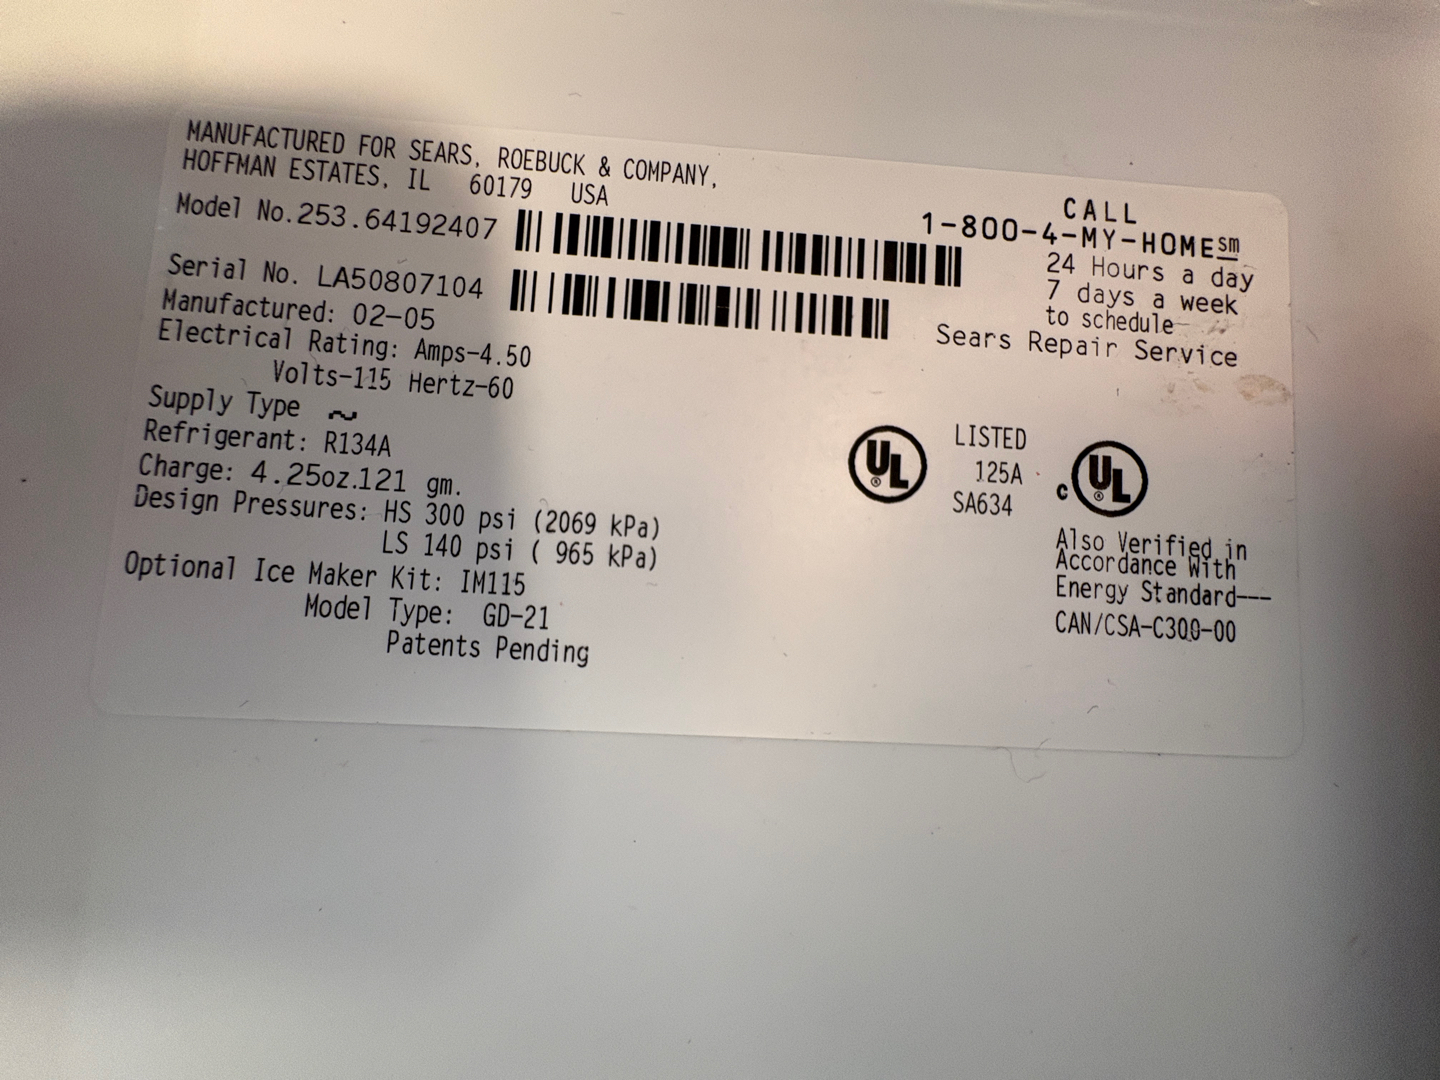 MANUFACTURED FOR SEARS, ROEBUCK & COMPANY,
HOFFMAN ESTATES, IL 60179 USA
Model No.253.64192407
Serial No. LA50807104
Manufactured: 02-05
Electrical Rating: Amps-4.50
Volts-115 Hertz-60
Supply Type ~
Refrigerant: R134A
Charge: 4.25oz.121 gm.
Design Pressures: HS 300 psi (2069 kPa)
LS 140 psi ( 965 kPa)
Optional Ice Maker Kit: IM115
Model Type: GD-21
Patents Pending
CALL
1-800-4-MY-HOME℠
24 Hours a day
7 days a week
to schedule
Sears Repair Service
UL®
LISTED
125A
SA634
c UL®
Also Verified in
Accordance With
Energy Standard---
CAN/CSA-C300-00